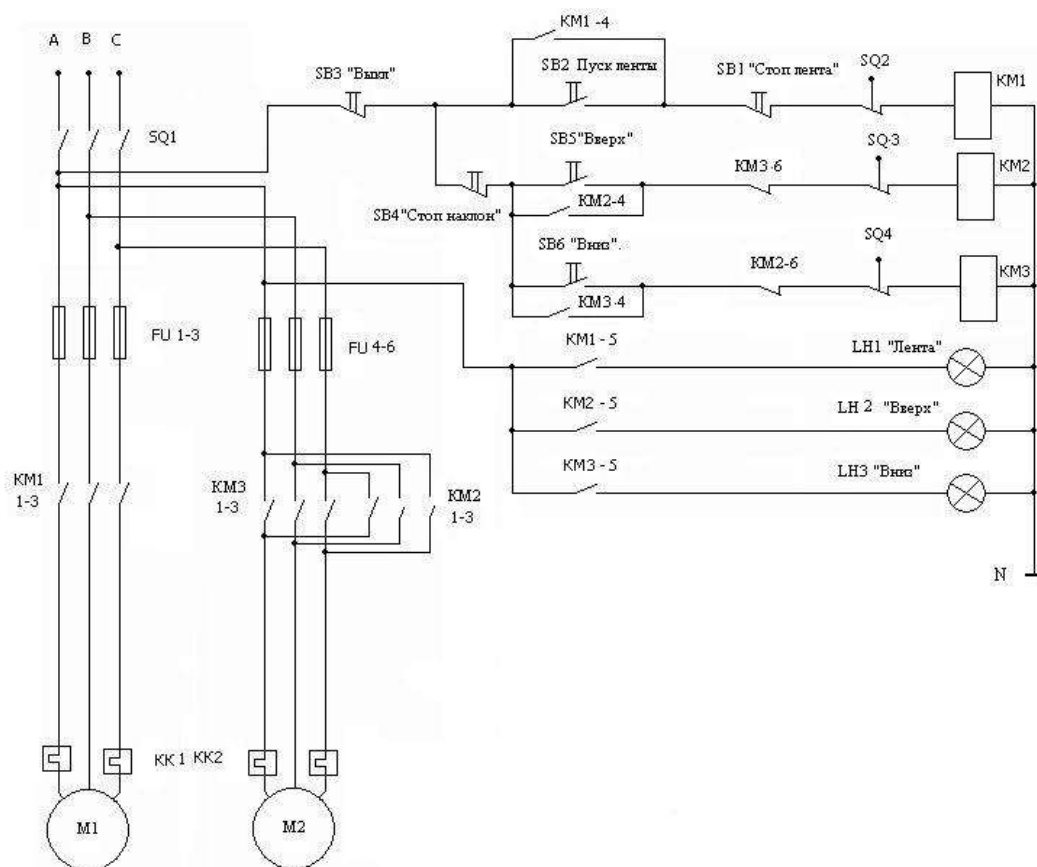 A B C
KM1-4
SB3 "Выкл"
SB2 Пуск ленты
SB1 "Стоп лента"
SQ2
KM1
SQ1
SB5"Вверх"
KM3-6
SQ-3
KM2
SB4"Стоп наклон"
KM2-4
SB6 "Вниз".
KM2-6
SQ4
KM3
KM3-4
FU 1-3
FU 4-6
KM1 - 5
LH1 "Лента"
KM2 - 5
LH 2 "Вверх"
KM3 - 5
LH3 "Вниз"
KM1
1-3
KM3
1-3
KM2
1-3
N
KK 1 KK2
M1
M2